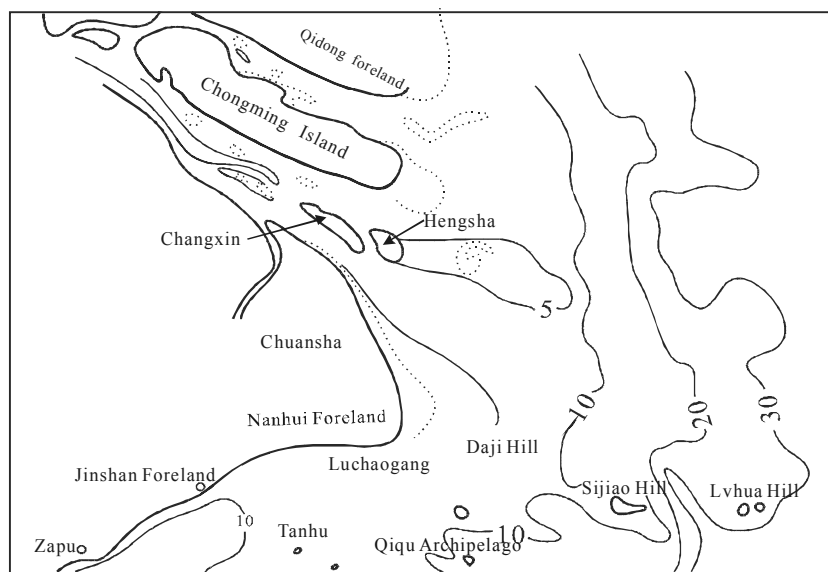 Qidong foreland
Chongming Island
Hengsha
Changxin
5
Chuansha
10
20
30
Nanhui Foreland
Daji Hill
Luchaogang
Jinshan Foreland
Sijiao Hill
Lvhua Hill
10
Tanhu
10
Zapu
Qiqu Archipelago